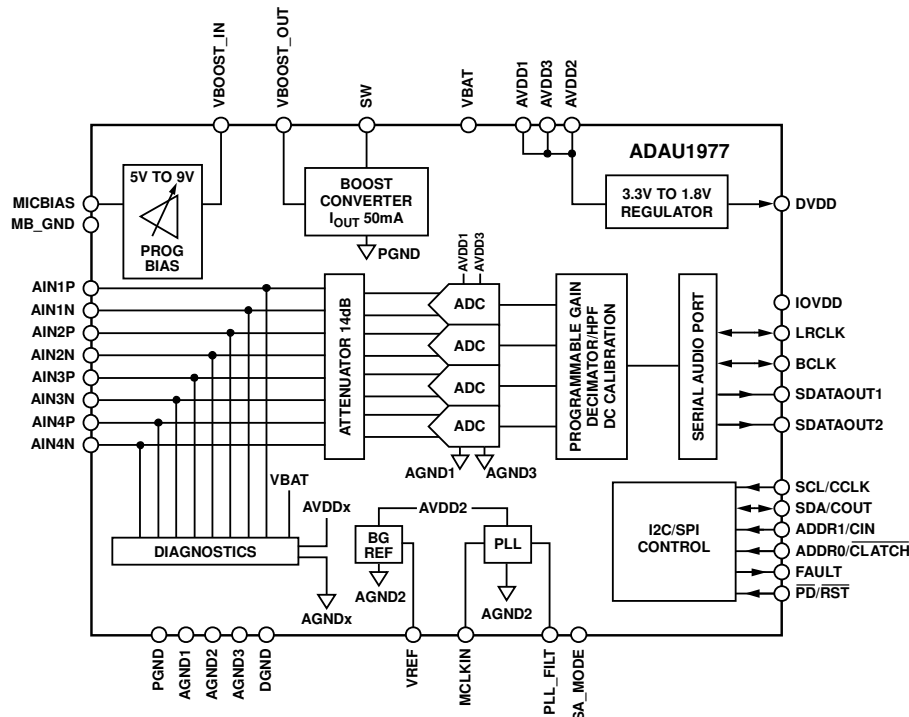 VBOOST_IN
VBOOST_OUT
SW
VBAT
AVDD1
AVDD3
AVDD2
ADAU1977
5V TO 9V
PROG
BIAS
MICBIAS
MB_GND
BOOST
CONVERTER
IOUT 50mA
PGND
3.3V TO 1.8V
REGULATOR
DVDD
AVDD1
AVDD3
AIN1P
AIN1N
AIN2P
AIN2N
AIN3P
AIN3N
AIN4P
AIN4N
ATTENUATOR 14dB
ADC
ADC
ADC
ADC
AGND1
AGND3
PROGRAMMABLE GAIN
DECIMATOR/HPF
DC CALIBRATION
SERIAL AUDIO PORT
IOVDD
LRCLK
BCLK
SDATAOUT1
SDATAOUT2
VBAT
AVDDx
DIAGNOSTICS
AGNDx
AVDD2
BG
REF
AGND2
PLL
AGND2
I2C/SPI
CONTROL
SCL/CCLK
SDA/COUT
ADDR1/CIN
ADDR0/CLATCH
FAULT
PD/RST
PGND
AGND1
AGND2
AGND3
DGND
VREF
MCLKIN
PLL_FILT
SA_MODE